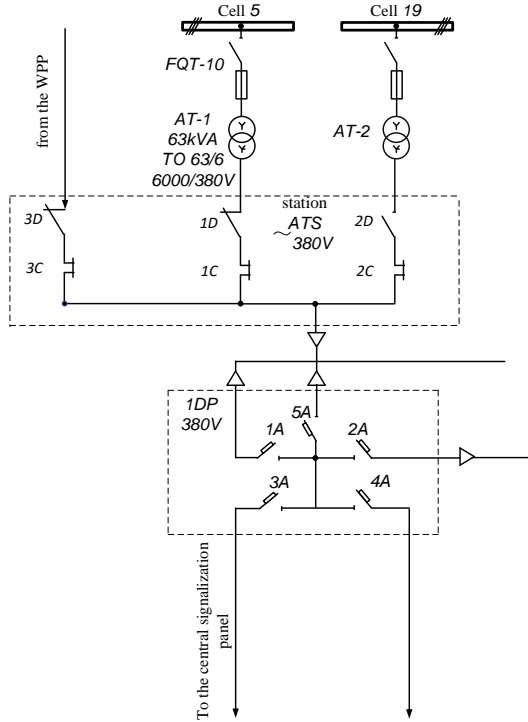 Cell 5
Cell 19
FQT-10
from the WPP
AT-1
63kVA
TO 63/6
6000/380V
AT-2
station
ATS
~ 380V
3D
1D
2D
3C
1C
2C
1DP
380V
5A
1A
2A
3A
4A
To the central signalization
panel